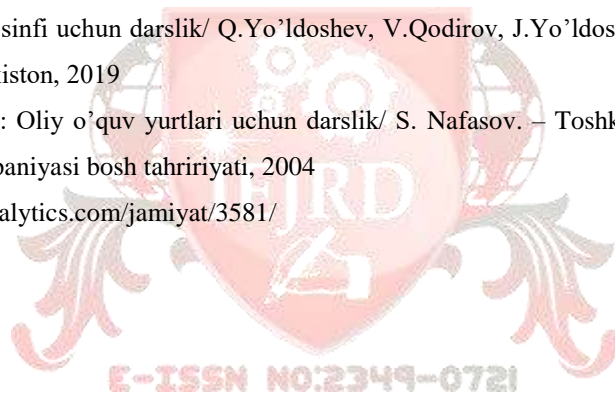 sinfi uchun darslik/ Q.Yo’ldoshev, V.Qodirov, J.Yo’ldos
iston, 2019
: Oliy o’quv yurtlari uchun darslik/ S. Nafasov. – Toshk
paniyasi bosh tahririyati, 2004
alytics.com/jamiyat/3581/
IEJRD
E-ISSN NO:2349-0721